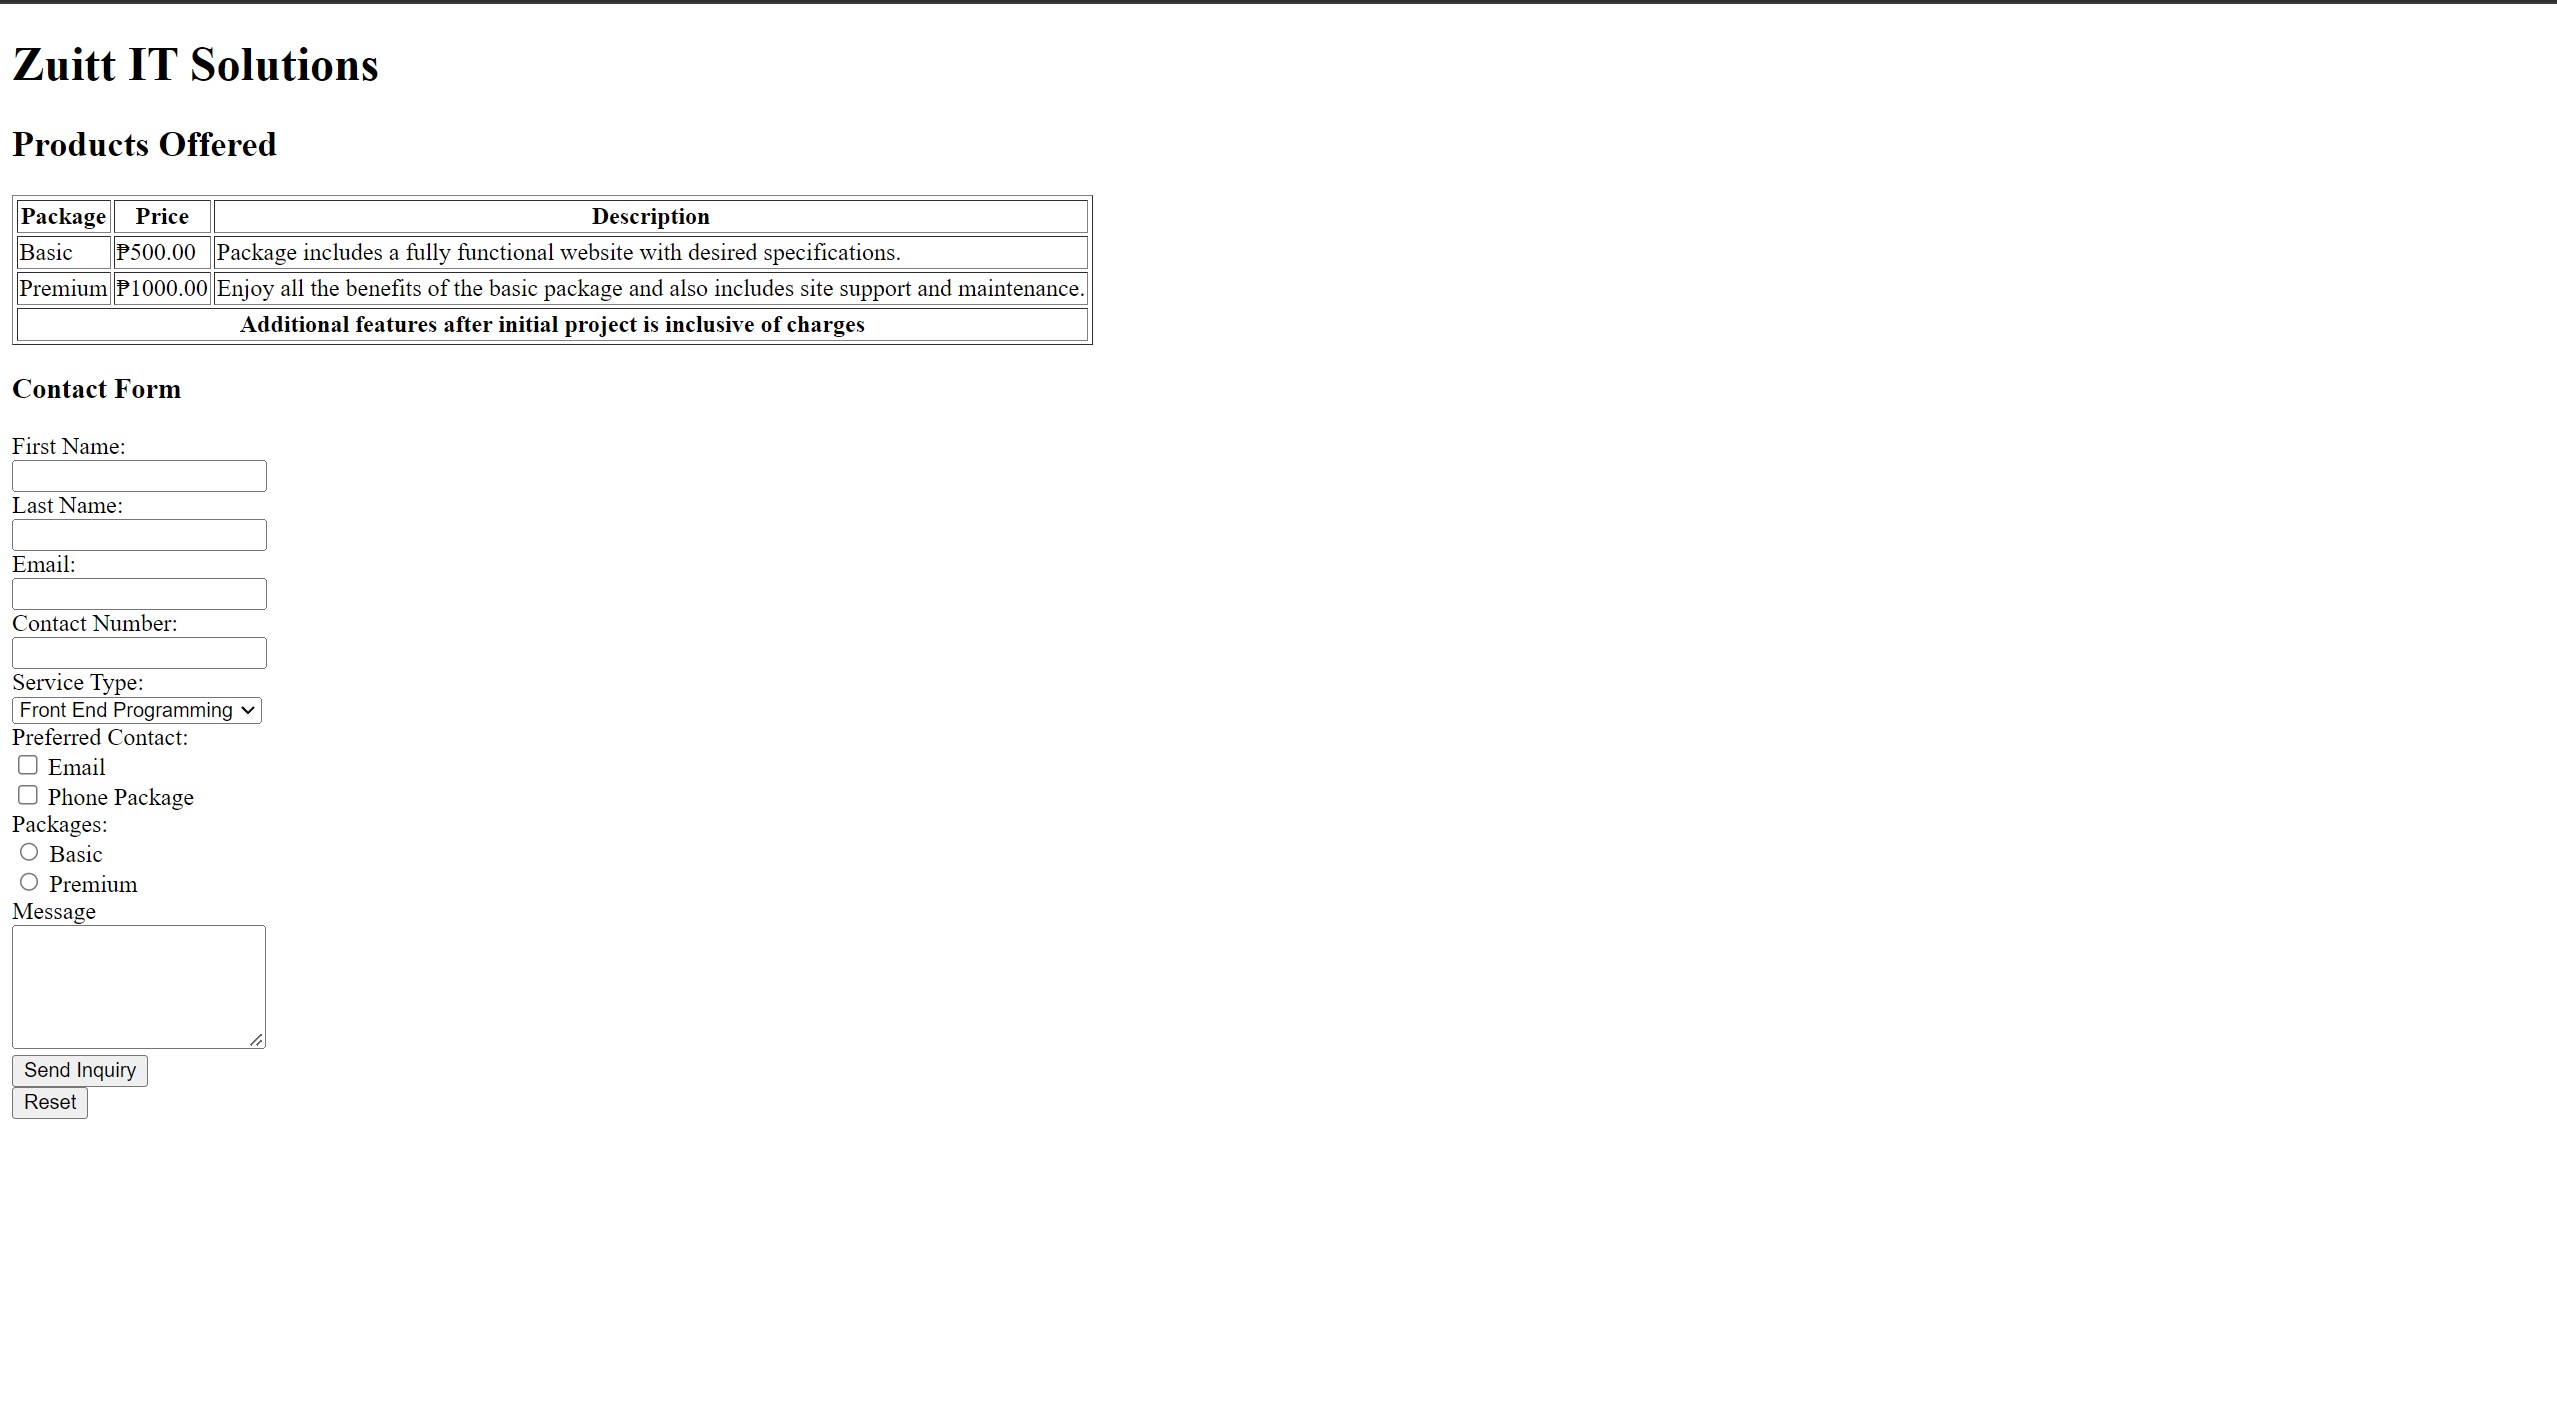 Zuitt IT Solutions
Products Offered
Package Price Description
Basic ₱500.00 Package includes a fully functional website with desired specifications.
Premium ₱1000.00 Enjoy all the benefits of the basic package and also includes site support and maintenance.
Additional features after initial project is inclusive of charges
Contact Form
First Name:
Last Name:
Email:
Contact Number:
Service Type:
Front End Programming
Preferred Contact:
Email
Phone Package
Packages:
Basic
Premium
Message
Send Inquiry
Reset